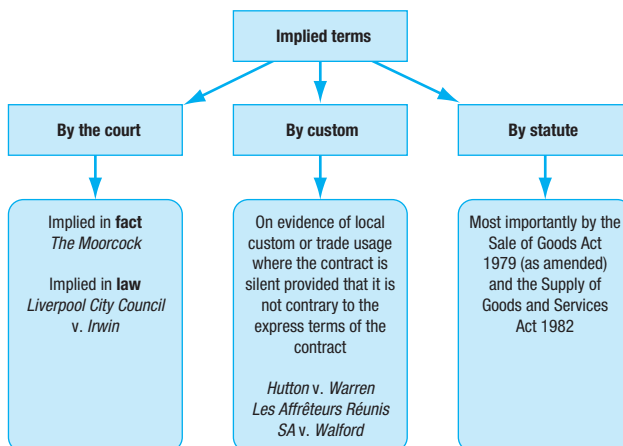 Implied terms
By the court
By custom
By statute
Implied in fact
The Moorcock
Implied in law
Liverpool City Council
v. Irwin
On evidence of local
custom or trade usage
where the contract is
silent provided that it is
not contrary to the
express terms of the
contract
Hutton v. Warren
Les Affrêteurs Réunis
SA v. Walford
Most importantly by the
Sale of Goods Act
1979 (as amended)
and the Supply of
Goods and Services
Act 1982